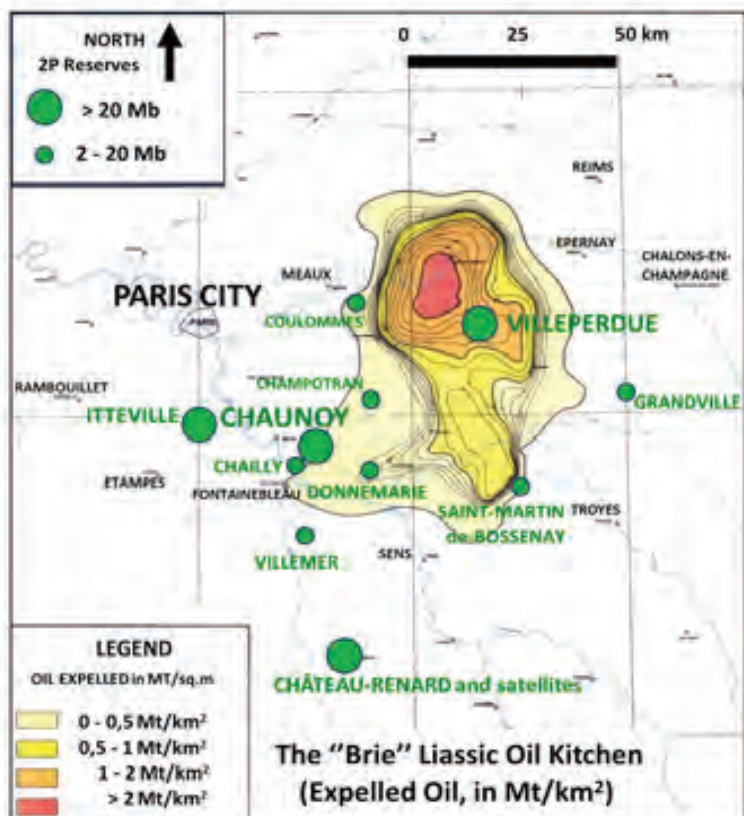 NORTH
2P Reserves
> 20 Mb
2 - 20 Mb
0 25 50 km
REIMS
EPERNAY
CHALONS-EN-
CHAMPAGNE
MEAUX
PARIS CITY
PARIS
COULOMMES
VILLEPERDUE
RAMBOUILLET
CHAMPOTRAN
GRANDVILLE
ITTEVILLE
CHAUNOY
CHAILLY
ETAMPES
FONTAINEBLEAU
DONNEMARIE
SAINT-MARTIN
de BOSSENAY
TROYES
VILLEMER
SENS
CHÂTEAU-RENARD and satellites
LEGEND
OIL EXPELLED in MT/sq.m
0 - 0,5 Mt/km²
0,5 - 1 Mt/km²
1 - 2 Mt/km²
> 2 Mt/km²
The "Brie" Liassic Oil Kitchen
(Expelled Oil, in Mt/km²)